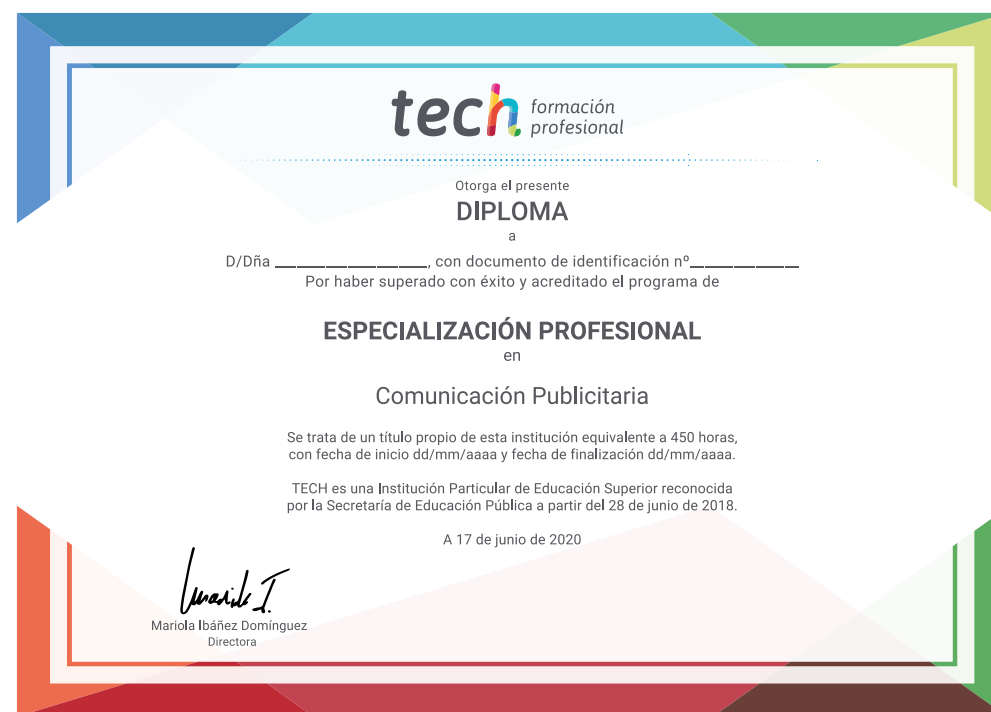 tech formación
profesional
Otorga el presente
DIPLOMA
a
D/Dña ______________, con documento de identificación nº__________
Por haber superado con éxito y acreditado el programa de
ESPECIALIZACIÓN PROFESIONAL
en
Comunicación Publicitaria
Se trata de un título propio de esta institución equivalente a 450 horas,
con fecha de inicio dd/mm/aaaa y fecha de finalización dd/mm/aaaa.
TECH es una Institución Particular de Educación Superior reconocida
por la Secretaría de Educación Pública a partir del 28 de junio de 2018.
A 17 de junio de 2020
Mariola I.
Mariola Ibáñez Domínguez
Directora